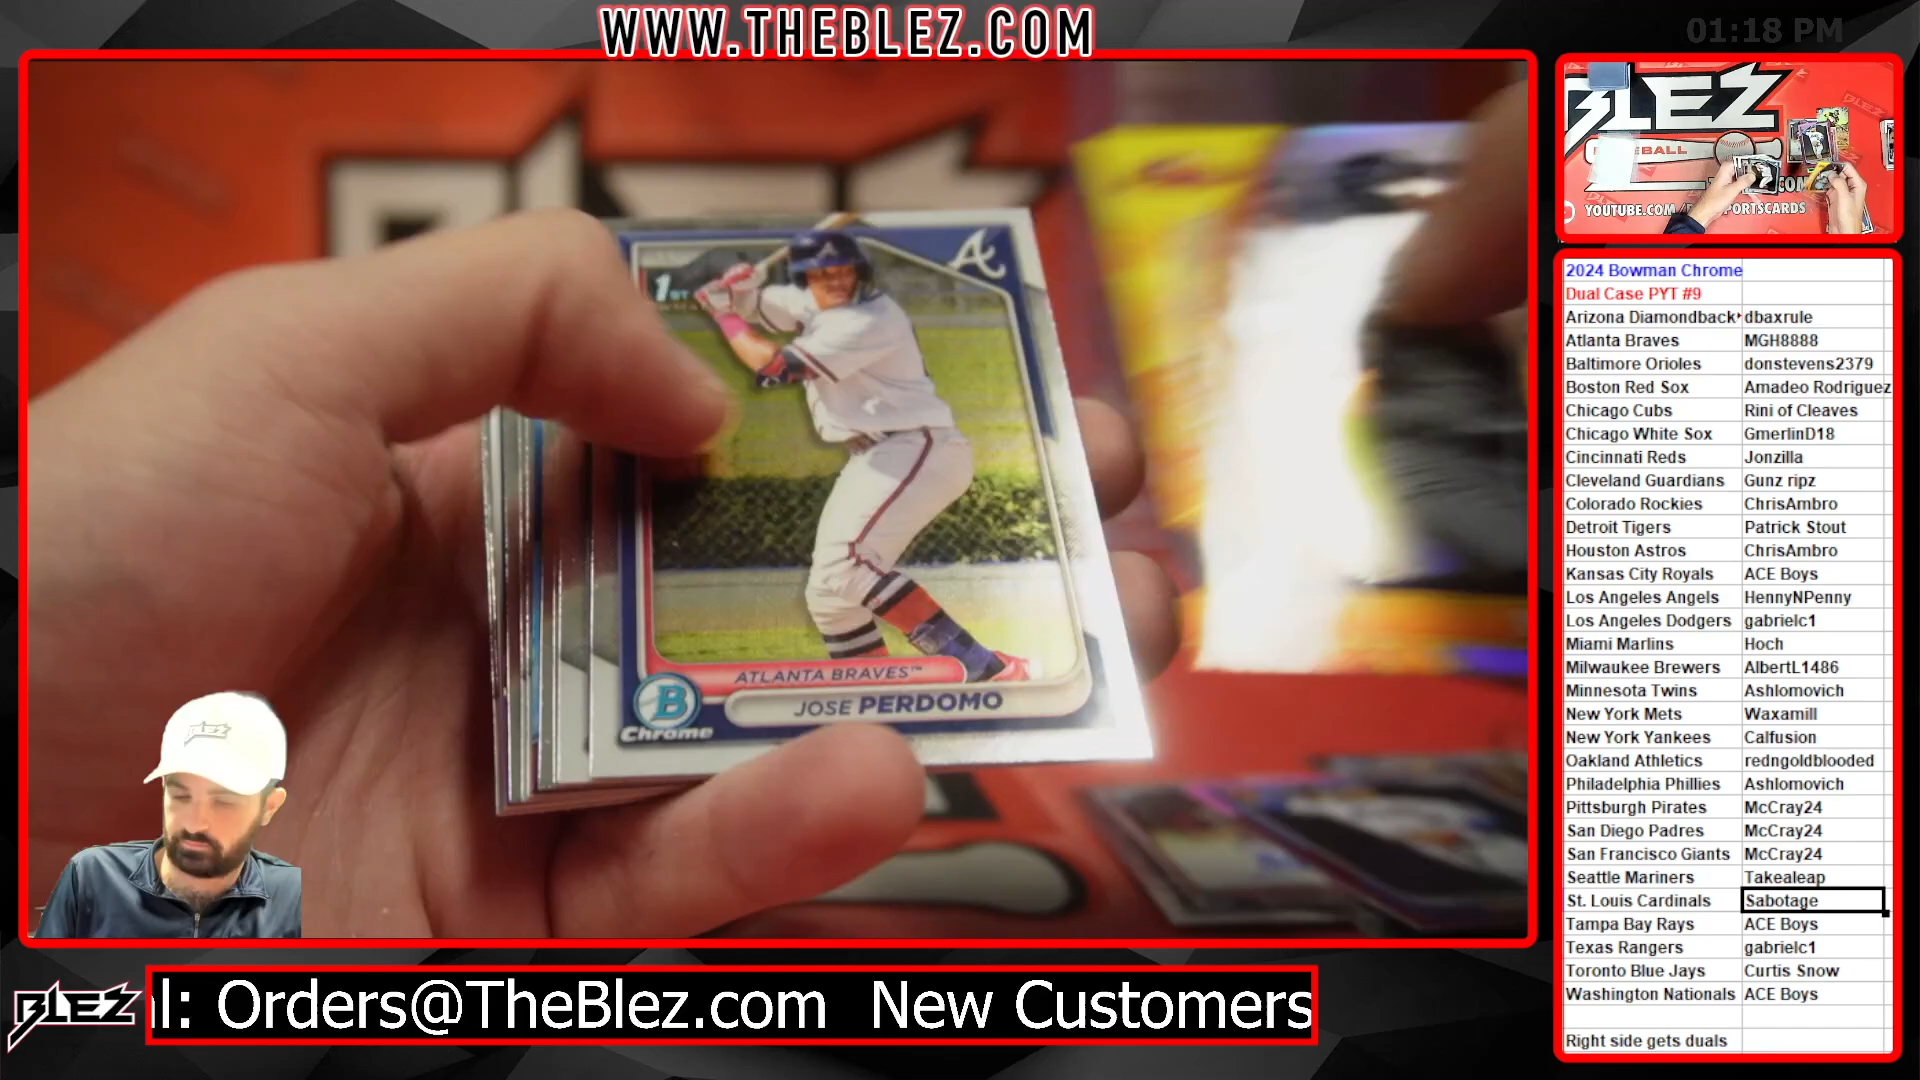 WWW.THEBLEZ.COM
01:18 PM
BLEZ
BASEBALL
YOUTUBE.COM
1ST
A
ATLANTA BRAVES™
JOSE PERDOMO
B
Chrome
2024 Bowman Chrome
Dual Case PYT #9
Arizona Diamondback dbaxrule
Atlanta Braves MGH8888
Baltimore Orioles donstevens2379
Boston Red Sox Amadeo Rodriguez
Chicago Cubs Rini of Cleaves
Chicago White Sox GmerlinD18
Cincinnati Reds Jonzilla
Cleveland Guardians Gunz ripz
Colorado Rockies ChrisAmbro
Detroit Tigers Patrick Stout
Houston Astros ChrisAmbro
Kansas City Royals ACE Boys
Los Angeles Angels HennyNPenny
Los Angeles Dodgers gabrielc1
Miami Marlins Hoch
Milwaukee Brewers AlbertL1486
Minnesota Twins Ashlomovich
New York Mets Waxamill
New York Yankees Calfusion
Oakland Athletics redngoldblooded
Philadelphia Phillies Ashlomovich
Pittsburgh Pirates McCray24
San Diego Padres McCray24
San Francisco Giants McCray24
Seattle Mariners Takealeap
St. Louis Cardinals Sabotage
Tampa Bay Rays ACE Boys
Texas Rangers gabrielc1
Toronto Blue Jays Curtis Snow
Washington Nationals ACE Boys
Right side gets duals
BLEZ
l: Orders@TheBlez.com New Customers